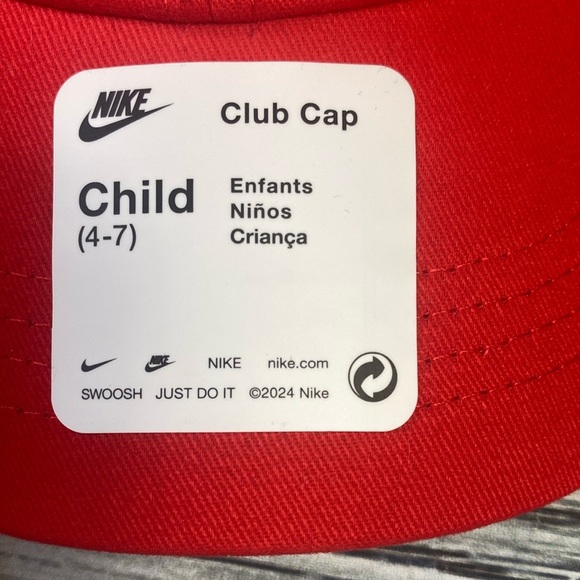 NIKE
Club Cap
Child
(4-7)
Enfants
Niños
Criança
NIKE NIKE nike.com
SWOOSH JUST DO IT ©2024 Nike